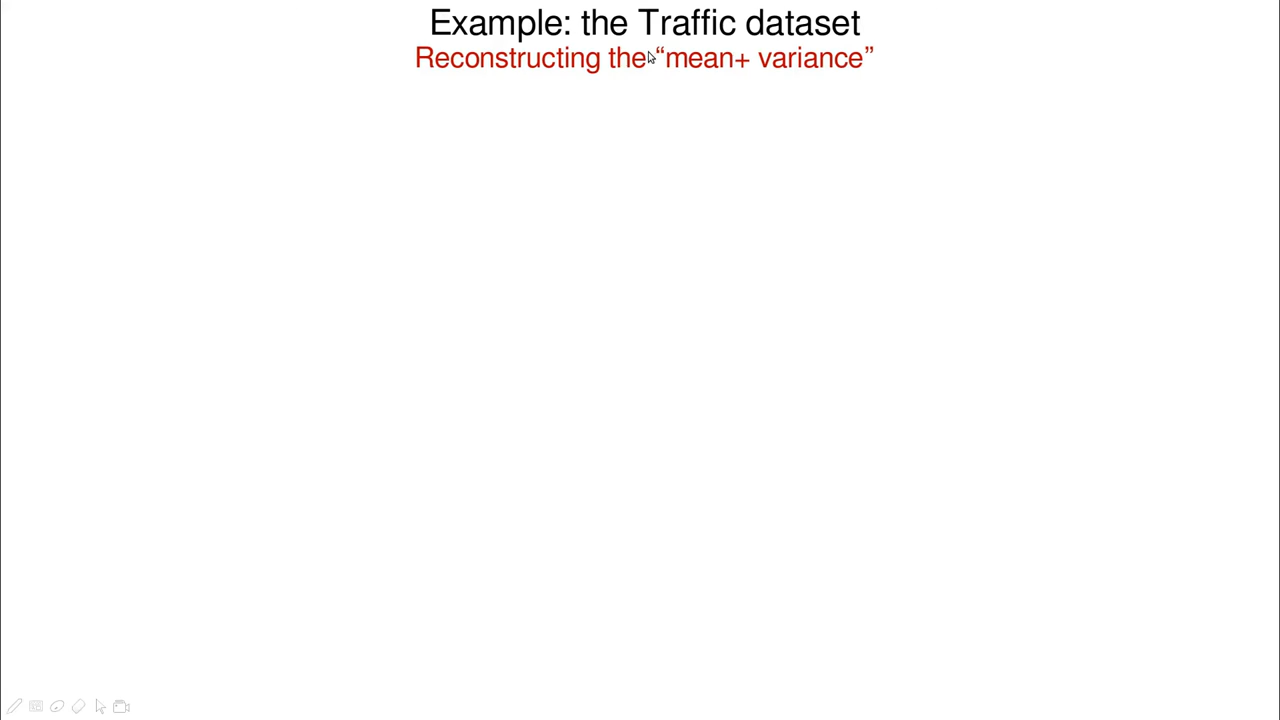 Example: the Traffic dataset
Reconstructing the “mean+ variance”